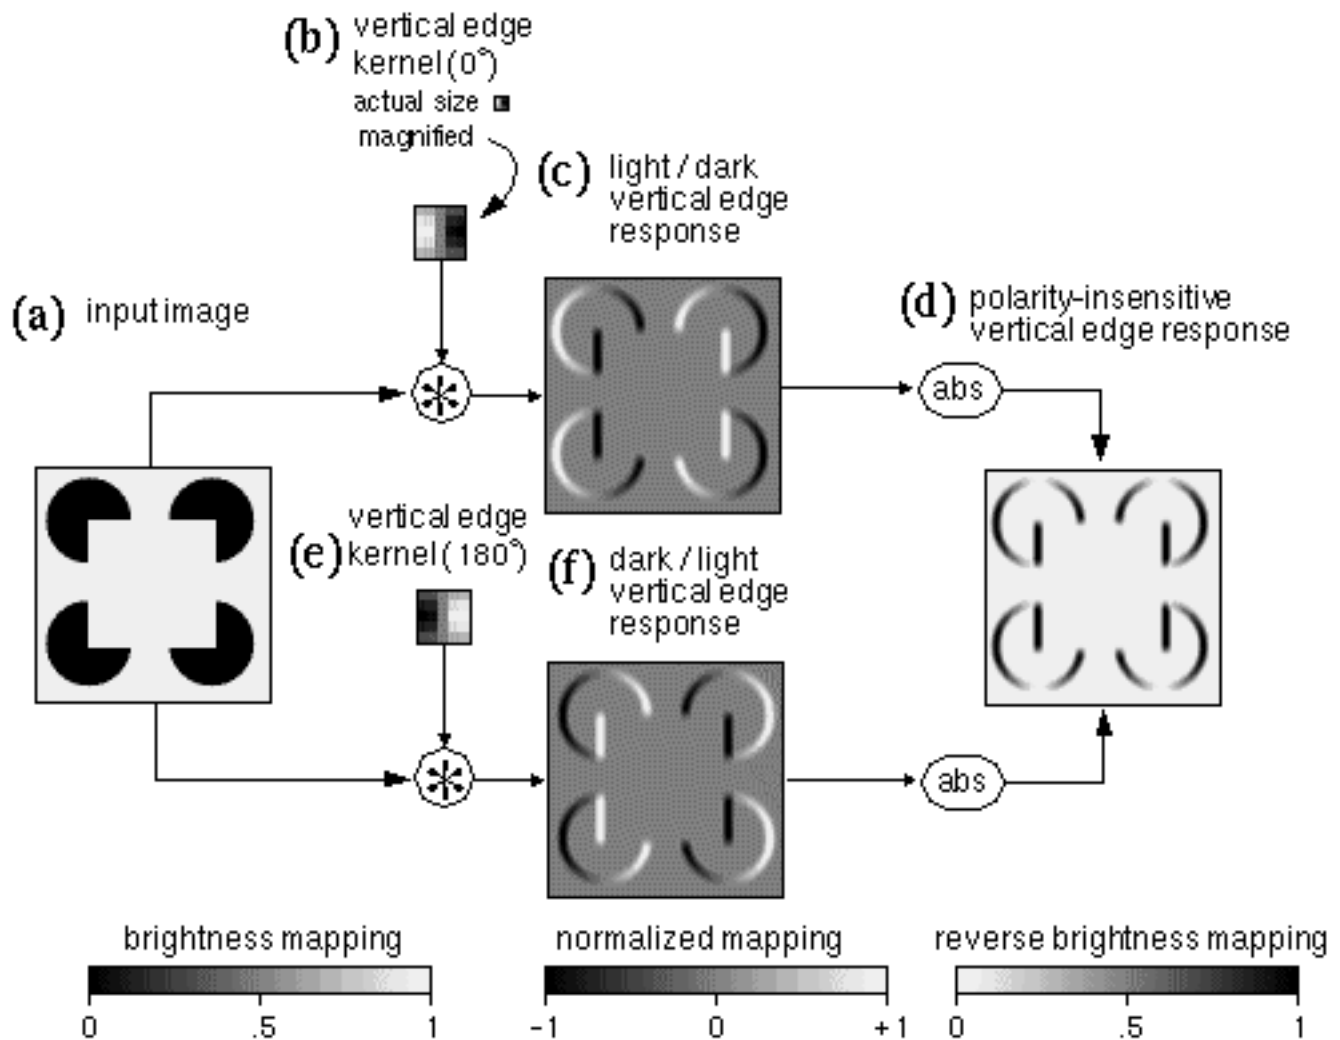 (b) vertical edge
kernel (0°)
actual size
magnified
(c) light / dark
vertical edge
response
(a) input image
(d) polarity-insensitive
vertical edge response
abs
(e) vertical edge
kernel (180°)
(f) dark / light
vertical edge
response
abs
brightness mapping
0 .5 1
normalized mapping
-1 0 +1
reverse brightness mapping
0 .5 1